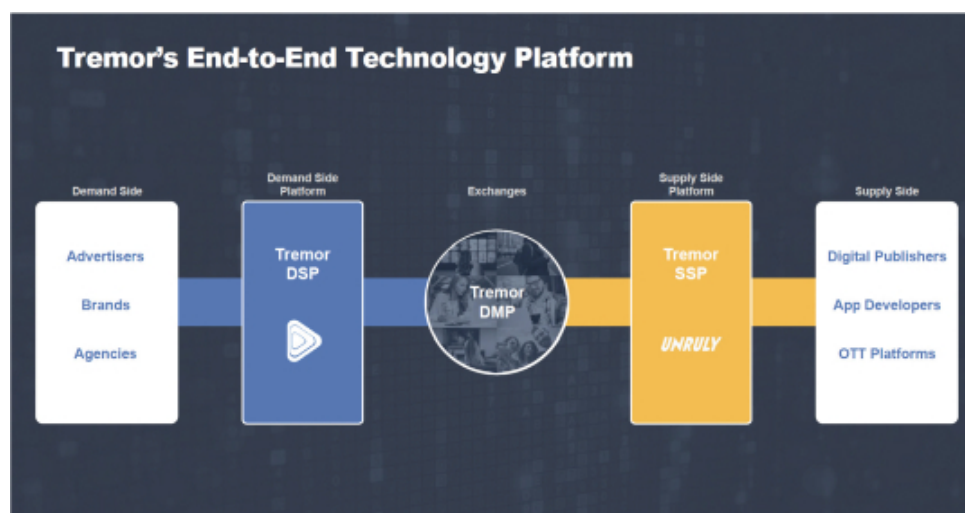 Tremor's End-to-End Technology Platform
Demand Side
Advertisers
Brands
Agencies
Demand Side
Platform
Tremor
DSP
Exchanges
Tremor
DMP
Supply Side
Platform
Tremor
SSP
UNRULY
Supply Side
Digital Publishers
App Developers
OTT Platforms